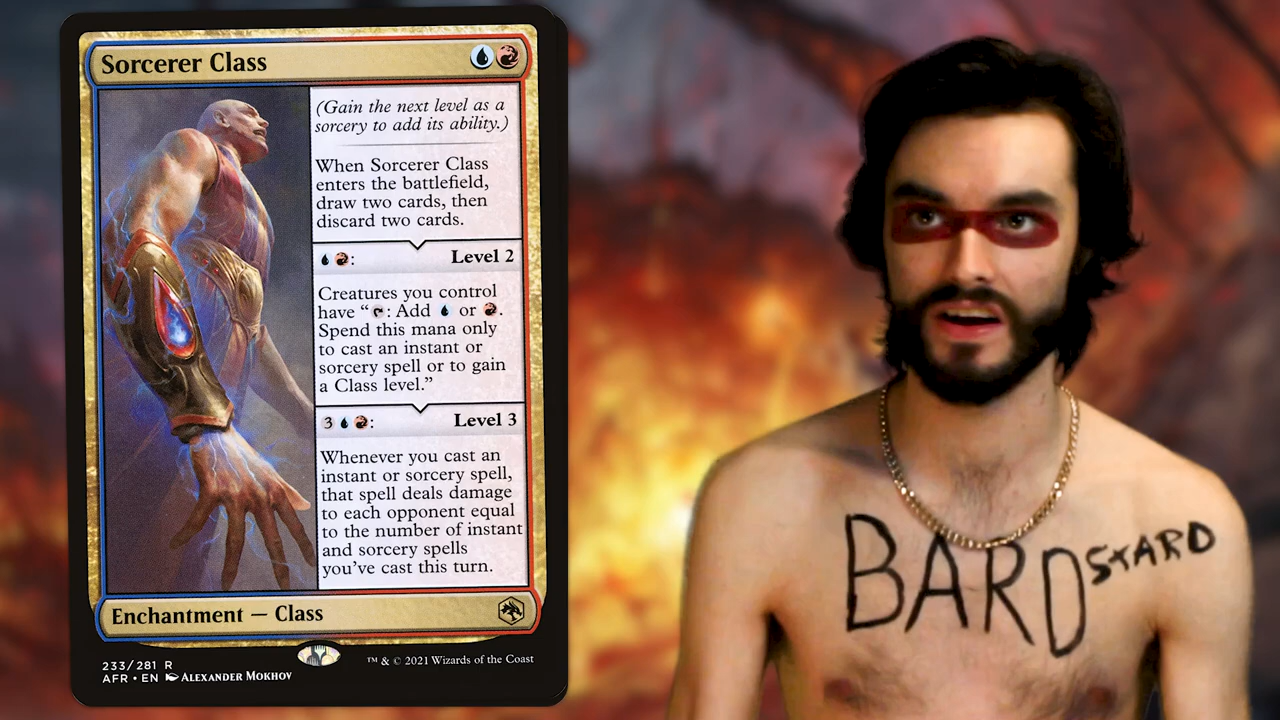 Sorcerer Class
(Gain the next level as a
sorcery to add its ability.)
When Sorcerer Class
enters the battlefield,
draw two cards, then
discard two cards.
: Level 2
Creatures you control
have “ : Add or .
Spend this mana only
to cast an instant or
sorcery spell or to gain
a Class level.”
3 : Level 3
Whenever you cast an
instant or sorcery spell,
that spell deals damage
to each opponent equal
to the number of instant
and sorcery spells
you’ve cast this turn.
Enchantment — Class
233/281 R
AFR • EN ALEXANDER MOKHOV
™ & © 2021 Wizards of the Coast
BARDSTARD